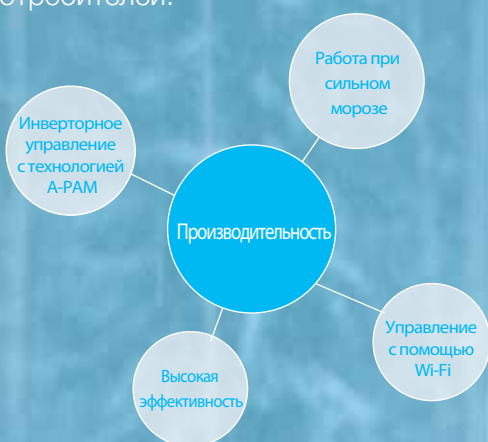 Работа при
сильном
морозе
Инверторное
управление
с технологией
A-PAM
Производительность
Управление
с помощью
Wi-Fi
Высокая
эффективность